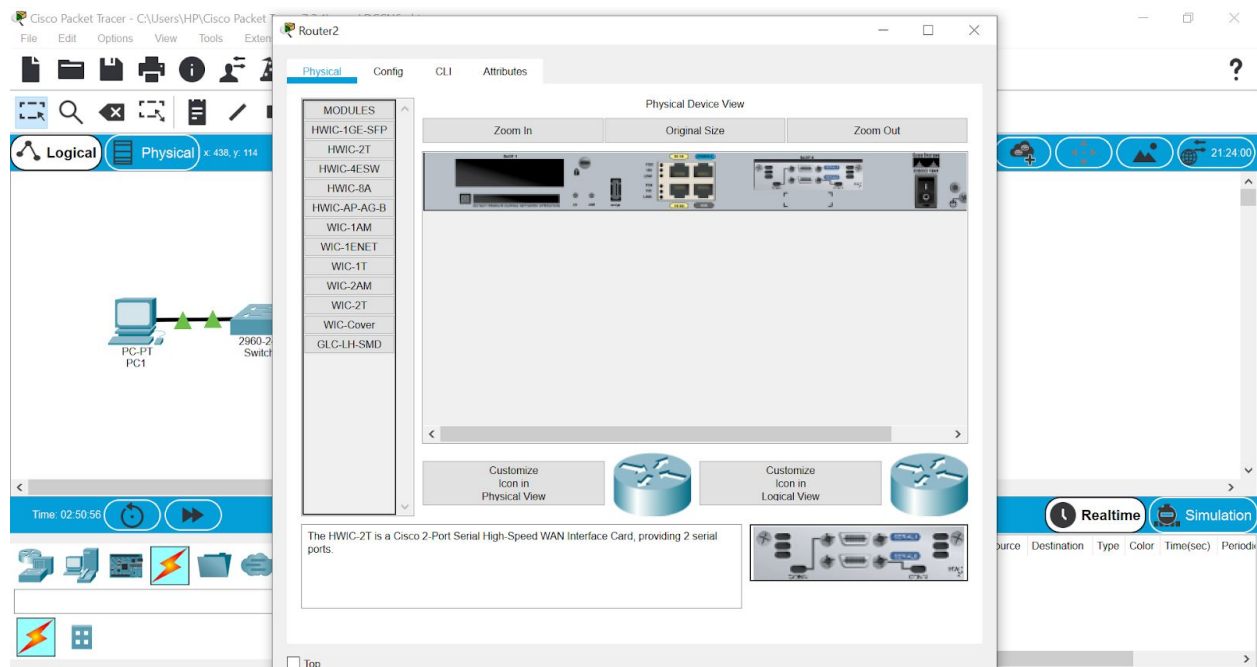 Cisco Packet Tracer - C:\Users\HP\Cisco Packet T
File Edit Options View Tools Exten
?
Logical
Physical x: 438, y: 114
21:24:00
PC-PT
PC1
2960-2
Switch
Time: 02:50:56
Realtime
Simulation
ource Destination Type Color Time(sec) Periodi
Router2
Physical Config CLI Attributes
MODULES
HWIC-1GE-SFP
HWIC-2T
HWIC-4ESW
HWIC-8A
HWIC-AP-AG-B
WIC-1AM
WIC-1ENET
WIC-1T
WIC-2AM
WIC-2T
WIC-Cover
GLC-LH-SMD
Physical Device View
Zoom In Original Size Zoom Out
Customize
Icon in
Physical View
Customize
Icon in
Logical View
The HWIC-2T is a Cisco 2-Port Serial High-Speed WAN Interface Card, providing 2 serial
ports.
Top